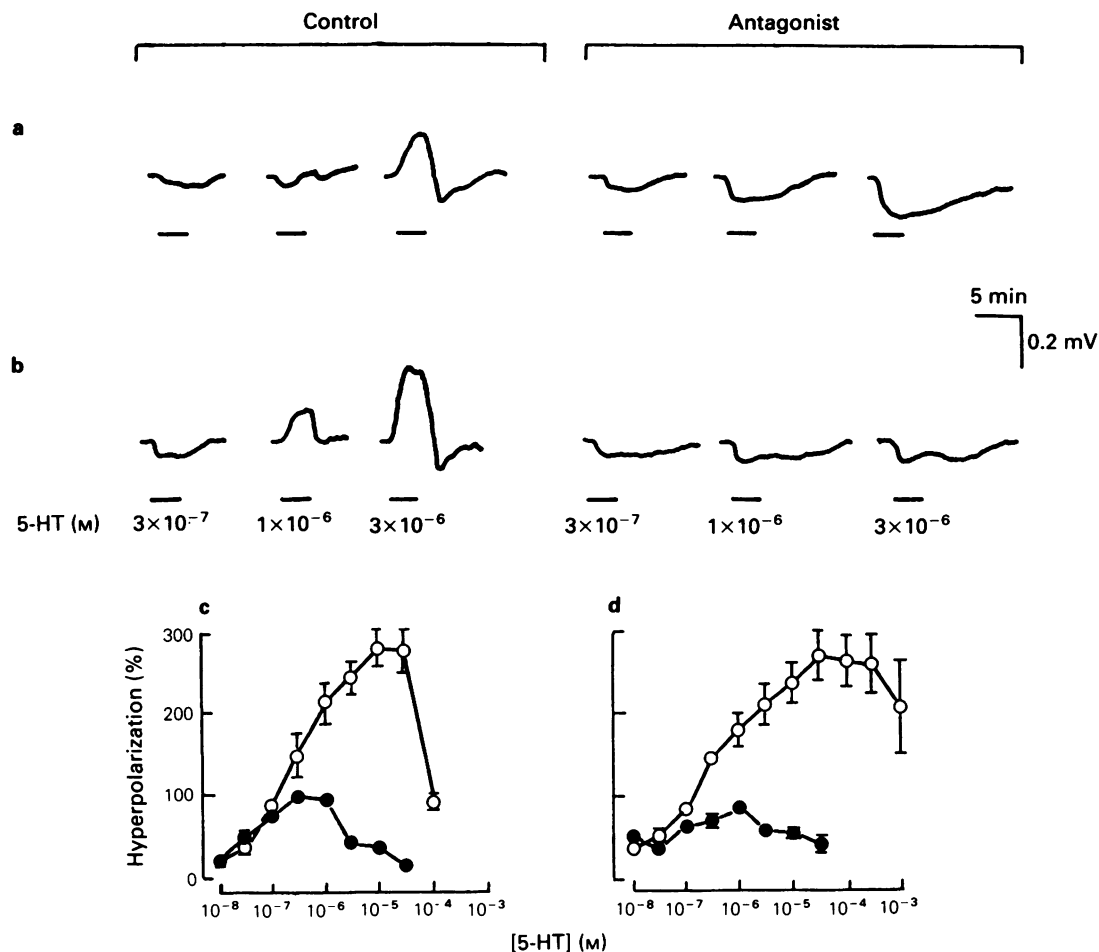 Control Antagonist
a
5 min
0.2 mV
b
5-HT (M) 3×10⁻⁷ 1×10⁻⁶ 3×10⁻⁶ 3×10⁻⁷ 1×10⁻⁶ 3×10⁻⁶
c d
300
200
100
0
Hyperpolarization (%)
10⁻⁸ 10⁻⁷ 10⁻⁶ 10⁻⁵ 10⁻⁴ 10⁻³ 10⁻⁸ 10⁻⁷ 10⁻⁶ 10⁻⁵ 10⁻⁴ 10⁻³
[5-HT] (M)